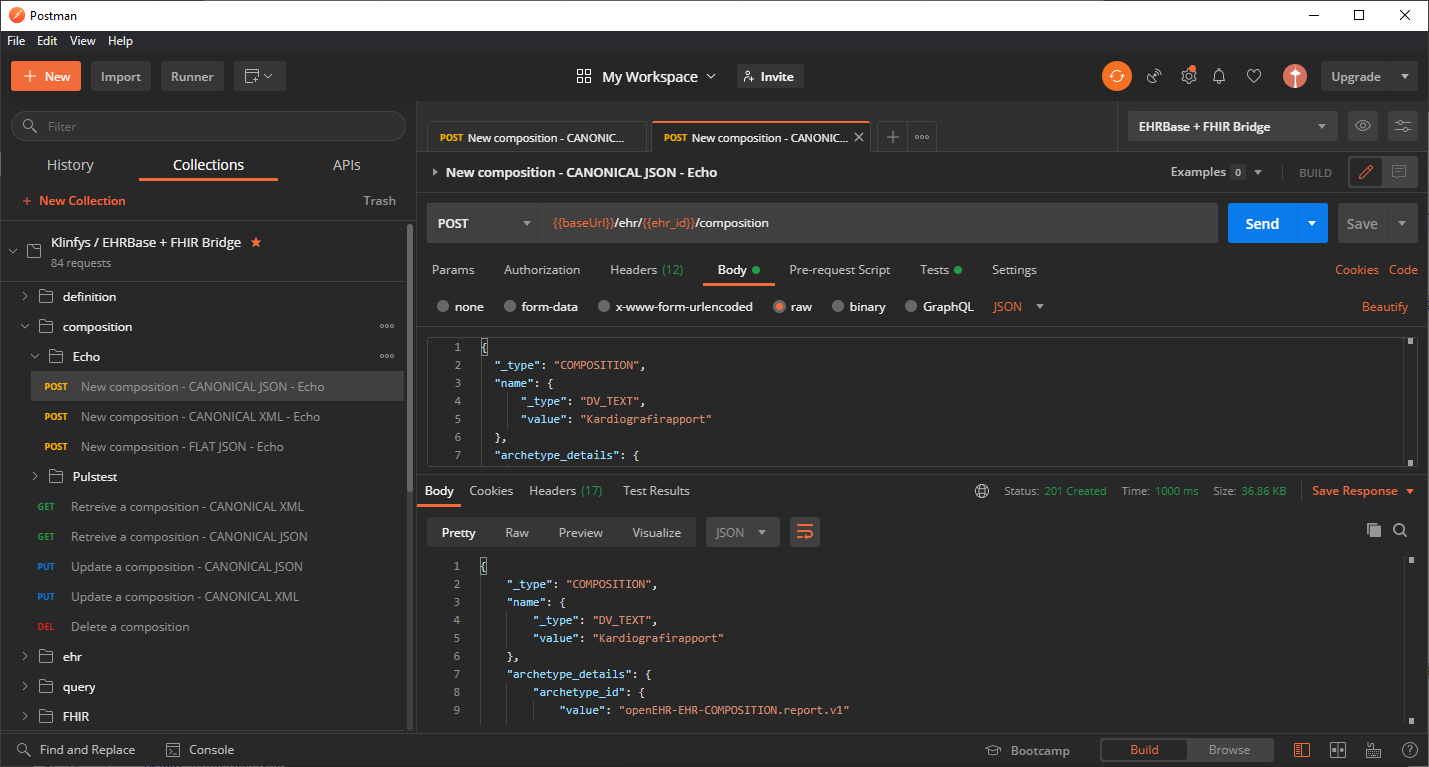 Postman
File Edit View Help
New Import Runner My Workspace Invite Upgrade
Filter
History Collections APIs
+ New Collection Trash
Klinfys / EHRBase + FHIR Bridge
84 requests
definition
composition
Echo
POST New composition - CANONICAL JSON - Echo
POST New composition - CANONICAL XML - Echo
POST New composition - FLAT JSON - Echo
Pulstest
GET Retreive a composition - CANONICAL XML
GET Retreive a composition - CANONICAL JSON
PUT Update a composition - CANONICAL JSON
PUT Update a composition - CANONICAL XML
DEL Delete a composition
ehr
query
FHIR
POST New composition - CANONIC... POST New composition - CANONIC... EHRBase + FHIR Bridge
New composition - CANONICAL JSON - Echo Examples 0 BUILD
POST {{baseUrl}}/ehr/{{ehr_id}}/composition Send Save
Params Authorization Headers (12) Body Pre-request Script Tests Settings Cookies Code
none form-data x-www-form-urlencoded raw binary GraphQL JSON Beautify
1 {
2 "_type": "COMPOSITION",
3 "name": {
4 "_type": "DV_TEXT",
5 "value": "Kardiografirapport"
6 },
7 "archetype_details": {
Body Cookies Headers (17) Test Results Status: 201 Created Time: 1000 ms Size: 36.86 KB Save Response
Pretty Raw Preview Visualize JSON
1 {
2 "_type": "COMPOSITION",
3 "name": {
4 "_type": "DV_TEXT",
5 "value": "Kardiografirapport"
6 },
7 "archetype_details": {
8 "archetype_id": {
9 "value": "openEHR-EHR-COMPOSITION.report.v1"
Find and Replace Console Bootcamp Build Browse